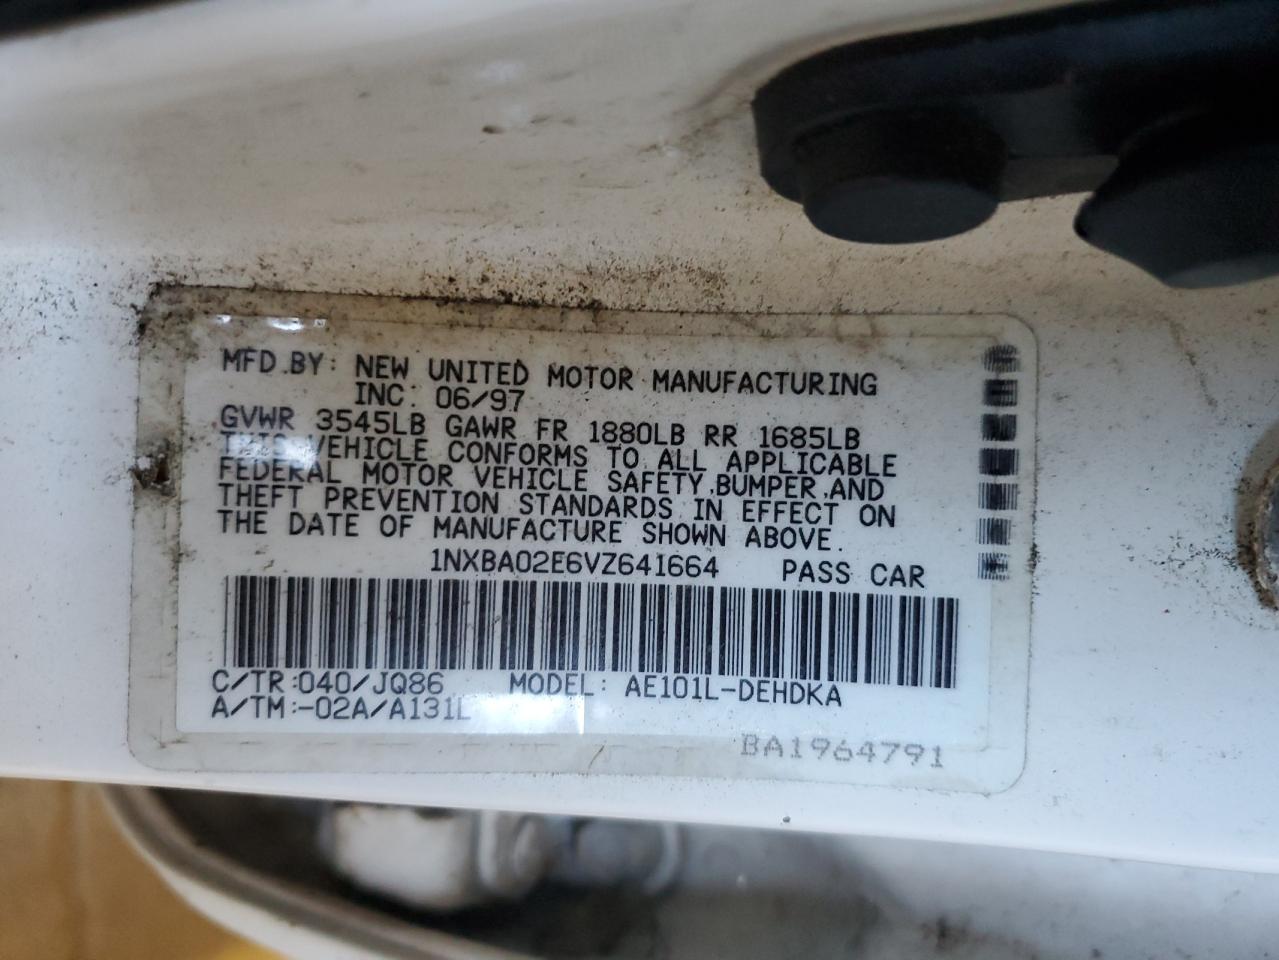 MFD.BY: NEW UNITED MOTOR MANUFACTURING
INC. 06/97
GVWR 3545LB GAWR FR 1880LB RR 1685LB
THIS VEHICLE CONFORMS TO ALL APPLICABLE
FEDERAL MOTOR VEHICLE SAFETY,BUMPER,AND
THEFT PREVENTION STANDARDS IN EFFECT ON
THE DATE OF MANUFACTURE SHOWN ABOVE.
1NXBA02E6VZ641664 PASS CAR
C/TR:040/JQ86 MODEL: AE101L-DEHDKA
A/TM:-02A/A131L
BA1964791